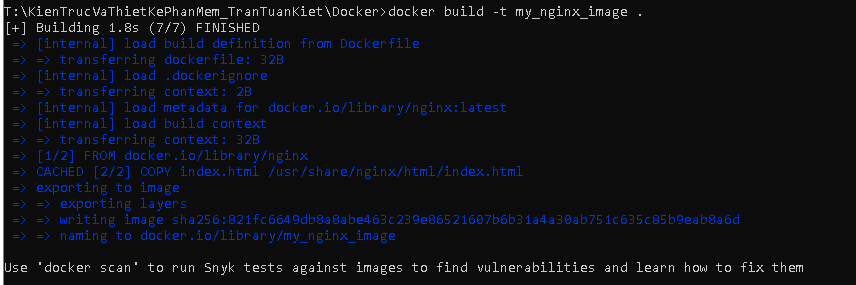 T:\KienTrucVaThietKePhanMem_TranTuanKiet\Docker>docker build -t my_nginx_image .
[+] Building 1.8s (7/7) FINISHED
=> [internal] load build definition from Dockerfile
=> => transferring dockerfile: 32B
=> [internal] load .dockerignore
=> => transferring context: 2B
=> [internal] load metadata for docker.io/library/nginx:latest
=> [internal] load build context
=> => transferring context: 32B
=> [1/2] FROM docker.io/library/nginx
=> CACHED [2/2] COPY index.html /usr/share/nginx/html/index.html
=> exporting to image
=> => exporting layers
=> => writing image sha256:821fc6649db8a8abe463c239e86521607b6b31a4a30ab751c635c85b9eab8a6d
=> => naming to docker.io/library/my_nginx_image
Use 'docker scan' to run Snyk tests against images to find vulnerabilities and learn how to fix them